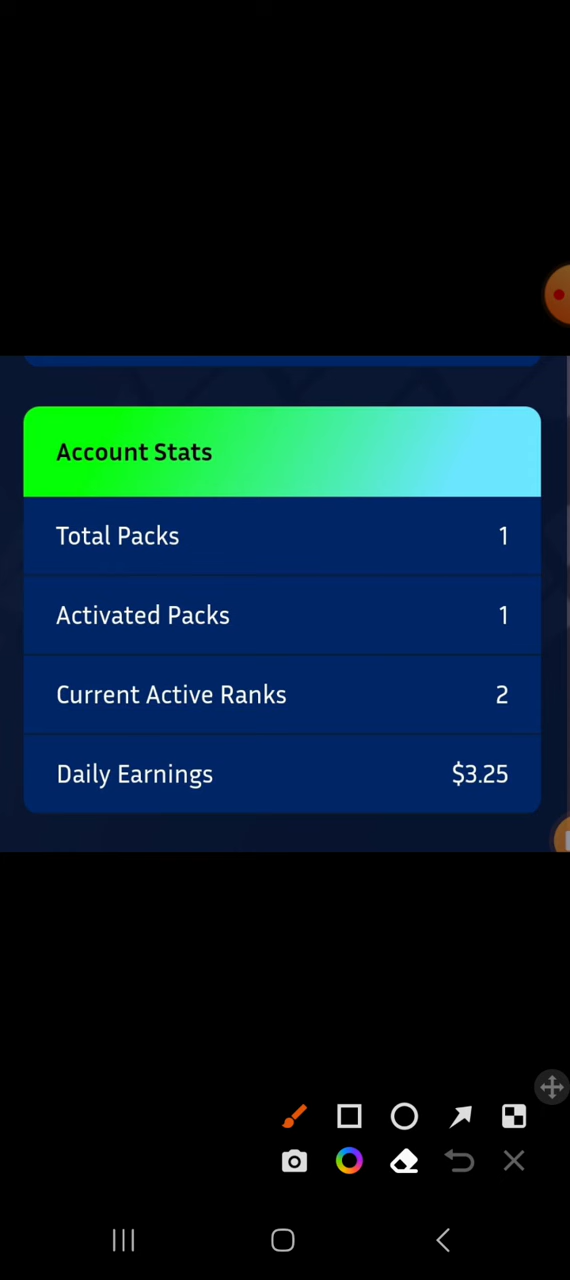 Account Stats
Total Packs 1
Activated Packs 1
Current Active Ranks 2
Daily Earnings $3.25